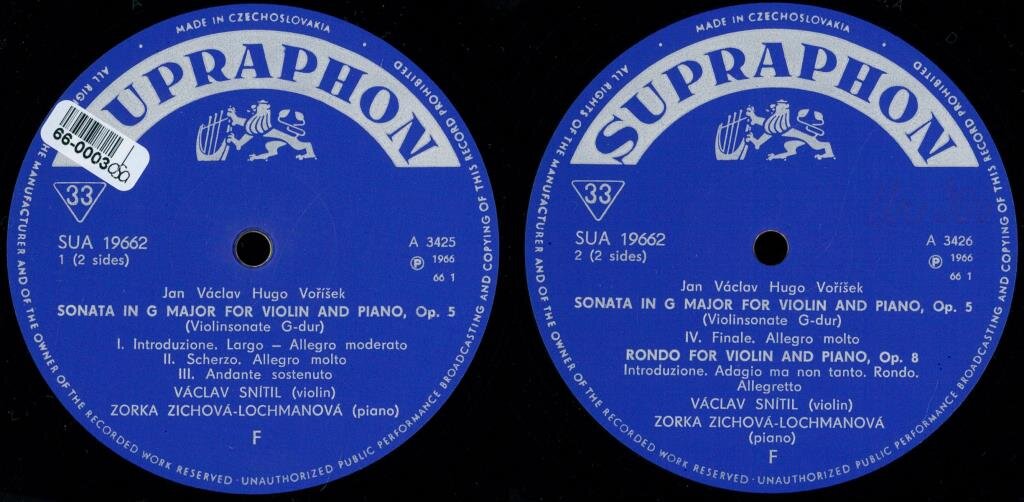 MADE IN CZECHOSLOVAKIA
UPRAPHON
66-0003
33
SUA 19662
1 (2 sides)
A 3425
Ⓟ 1966
66 1
Jan Václav Hugo Voříšek
SONATA IN G MAJOR FOR VIOLIN AND PIANO, Op. 5
(Violinsonate G-dur)
I. Introduzione. Largo – Allegro moderato
II. Scherzo. Allegro molto
III. Andante sostenuto
VÁCLAV SNÍTIL (violin)
ZORKA ZICHOVÁ-LOCHMANOVÁ (piano)
F
ALL THE MANUFACTURER AND OF THE OWNER OF THE RECORDED WORK RESERVED · UNAUTHORIZED PUBLIC PERFORMANCE BROADCASTING AND COPYING OF THIS RECORD PROHIBITED
MADE IN CZECHOSLOVAKIA
SUPRAPHON
33
SUA 19662
2 (2 sides)
A 3426
Ⓟ 1966
66 1
Jan Václav Hugo Voříšek
SONATA IN G MAJOR FOR VIOLIN AND PIANO, Op. 5
(Violinsonate G-dur)
IV. Finale. Allegro molto
RONDO FOR VIOLIN AND PIANO, Op. 8
Introduzione. Adagio ma non tanto. Rondo.
Allegretto
VÁCLAV SNÍTIL (violin)
ZORKA ZICHOVÁ-LOCHMANOVÁ
(piano)
F
ALL RIGHTS OF THE MANUFACTURER AND OF THE OWNER OF THE RECORDED WORK RESERVED · UNAUTHORIZED PUBLIC PERFORMANCE BROADCASTING AND COPYING OF THIS RECORD PROHIBITED